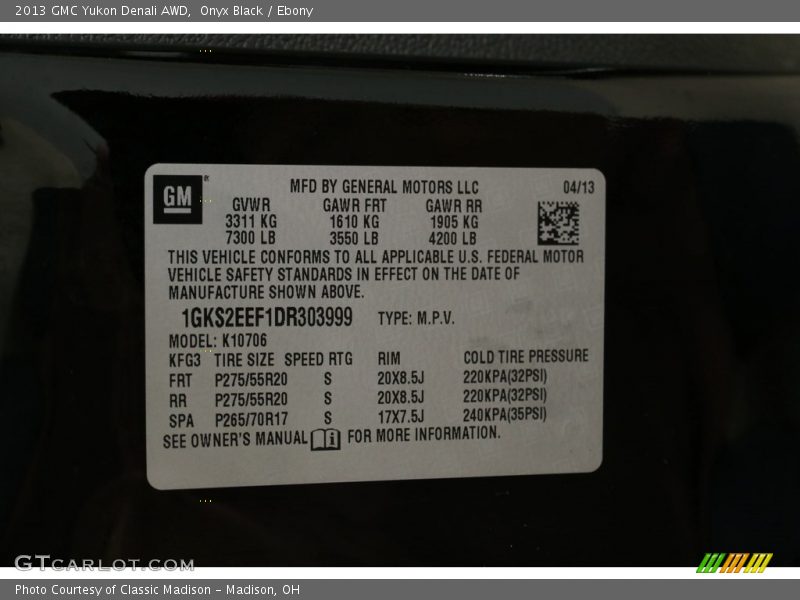 2013 GMC Yukon Denali AWD, Onyx Black / Ebony
GM
MFD BY GENERAL MOTORS LLC 04/13
GVWR GAWR FRT GAWR RR
3311 KG 1610 KG 1905 KG
7300 LB 3550 LB 4200 LB
THIS VEHICLE CONFORMS TO ALL APPLICABLE U.S. FEDERAL MOTOR
VEHICLE SAFETY STANDARDS IN EFFECT ON THE DATE OF
MANUFACTURE SHOWN ABOVE.
1GKS2EEF1DR303999 TYPE: M.P.V.
MODEL: K10706
KFG3 TIRE SIZE SPEED RTG RIM COLD TIRE PRESSURE
FRT P275/55R20 S 20X8.5J 220KPA(32PSI)
RR P275/55R20 S 20X8.5J 220KPA(32PSI)
SPA P265/70R17 S 17X7.5J 240KPA(35PSI)
SEE OWNER'S MANUAL FOR MORE INFORMATION.
GTCARLOT.COM
Photo Courtesy of Classic Madison - Madison, OH